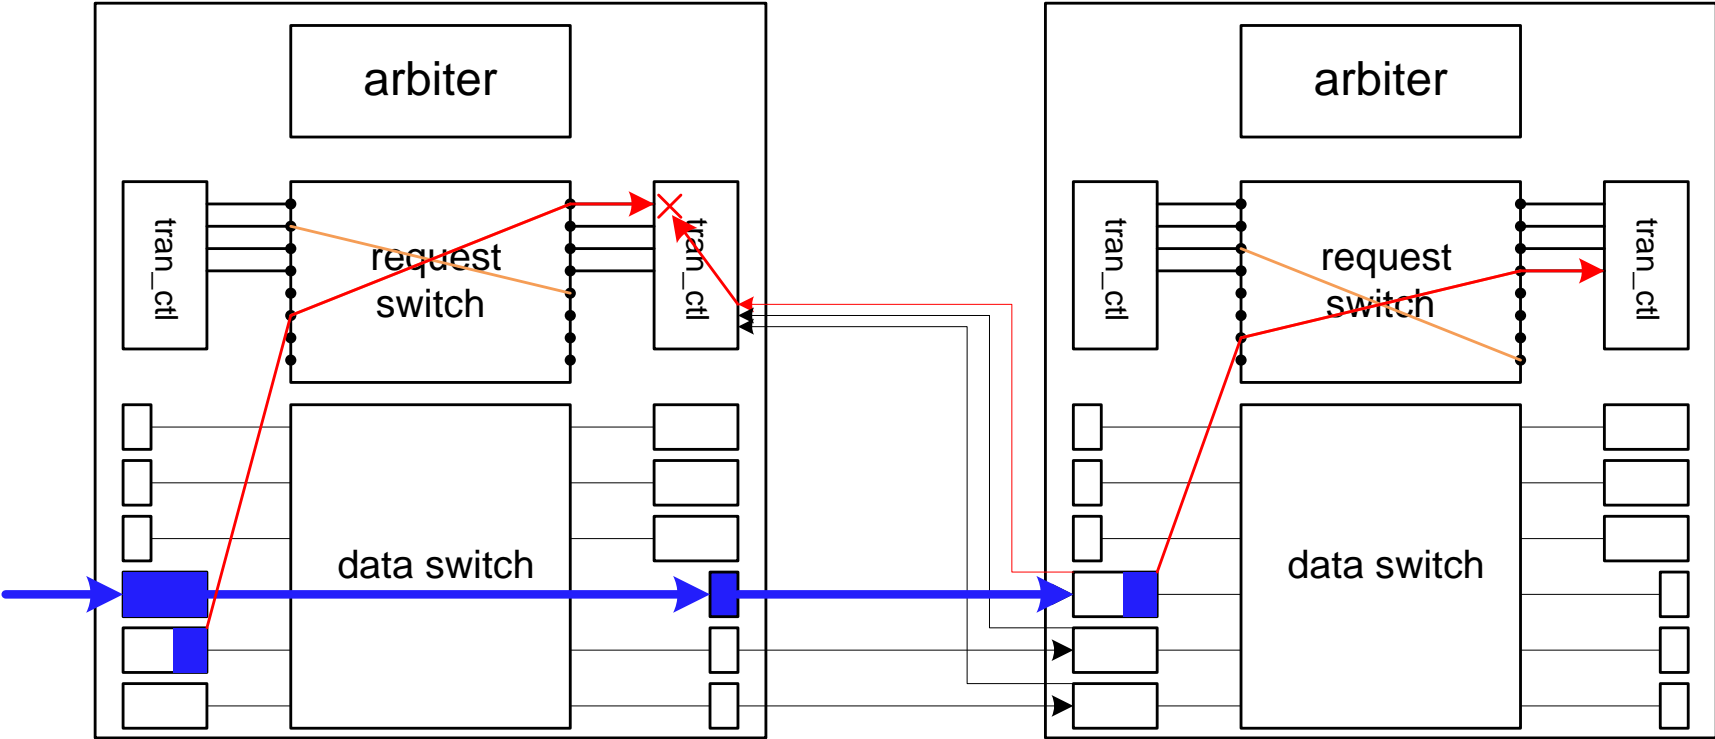 arbiter
tran_ctl
request
switch
tran_ctl
data switch
arbiter
tran_ctl
request
switch
tran_ctl
data switch